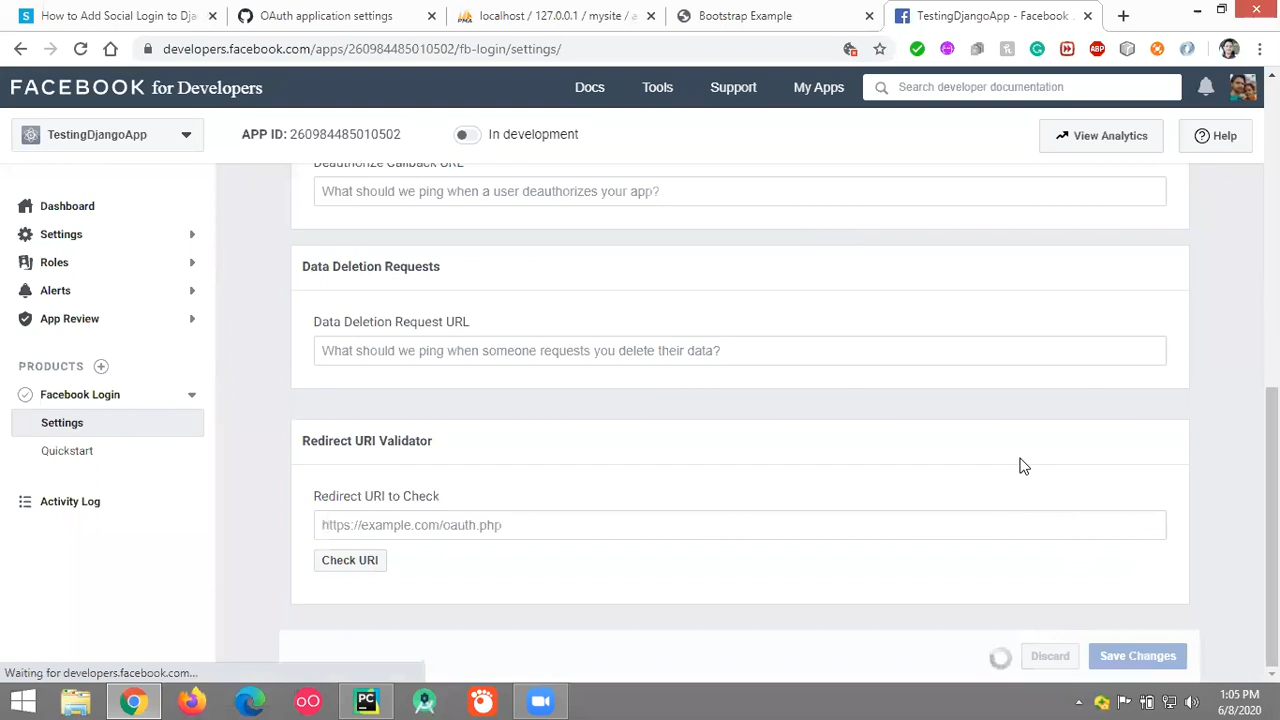 How to Add Social Login to Dja
OAuth application settings
localhost / 127.0.0.1 / mysite / a
Bootstrap Example
TestingDjangoApp - Facebook
developers.facebook.com/apps/260984485010502/fb-login/settings/
FACEBOOK for Developers
Docs
Tools
Support
My Apps
Search developer documentation
TestingDjangoApp
APP ID: 260984485010502
In development
View Analytics
Help
Deauthorize Callback URL
What should we ping when a user deauthorizes your app?
Dashboard
Settings
Roles
Alerts
App Review
PRODUCTS
Facebook Login
Settings
Quickstart
Activity Log
Data Deletion Requests
Data Deletion Request URL
What should we ping when someone requests you delete their data?
Redirect URI Validator
Redirect URI to Check
https://example.com/oauth.php
Check URI
Discard
Save Changes
Waiting for developers.facebook.com...
1:05 PM
6/8/2020